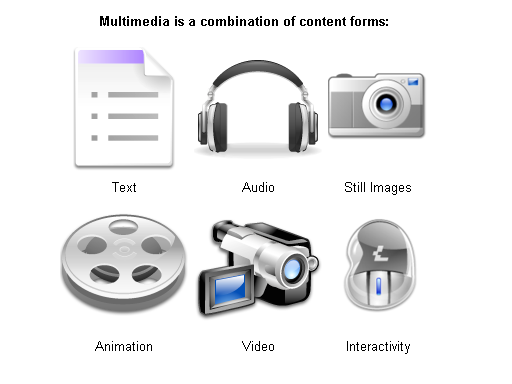 Multimedia is a combination of content forms:
Text
Audio
Still Images
Animation
Video
Interactivity